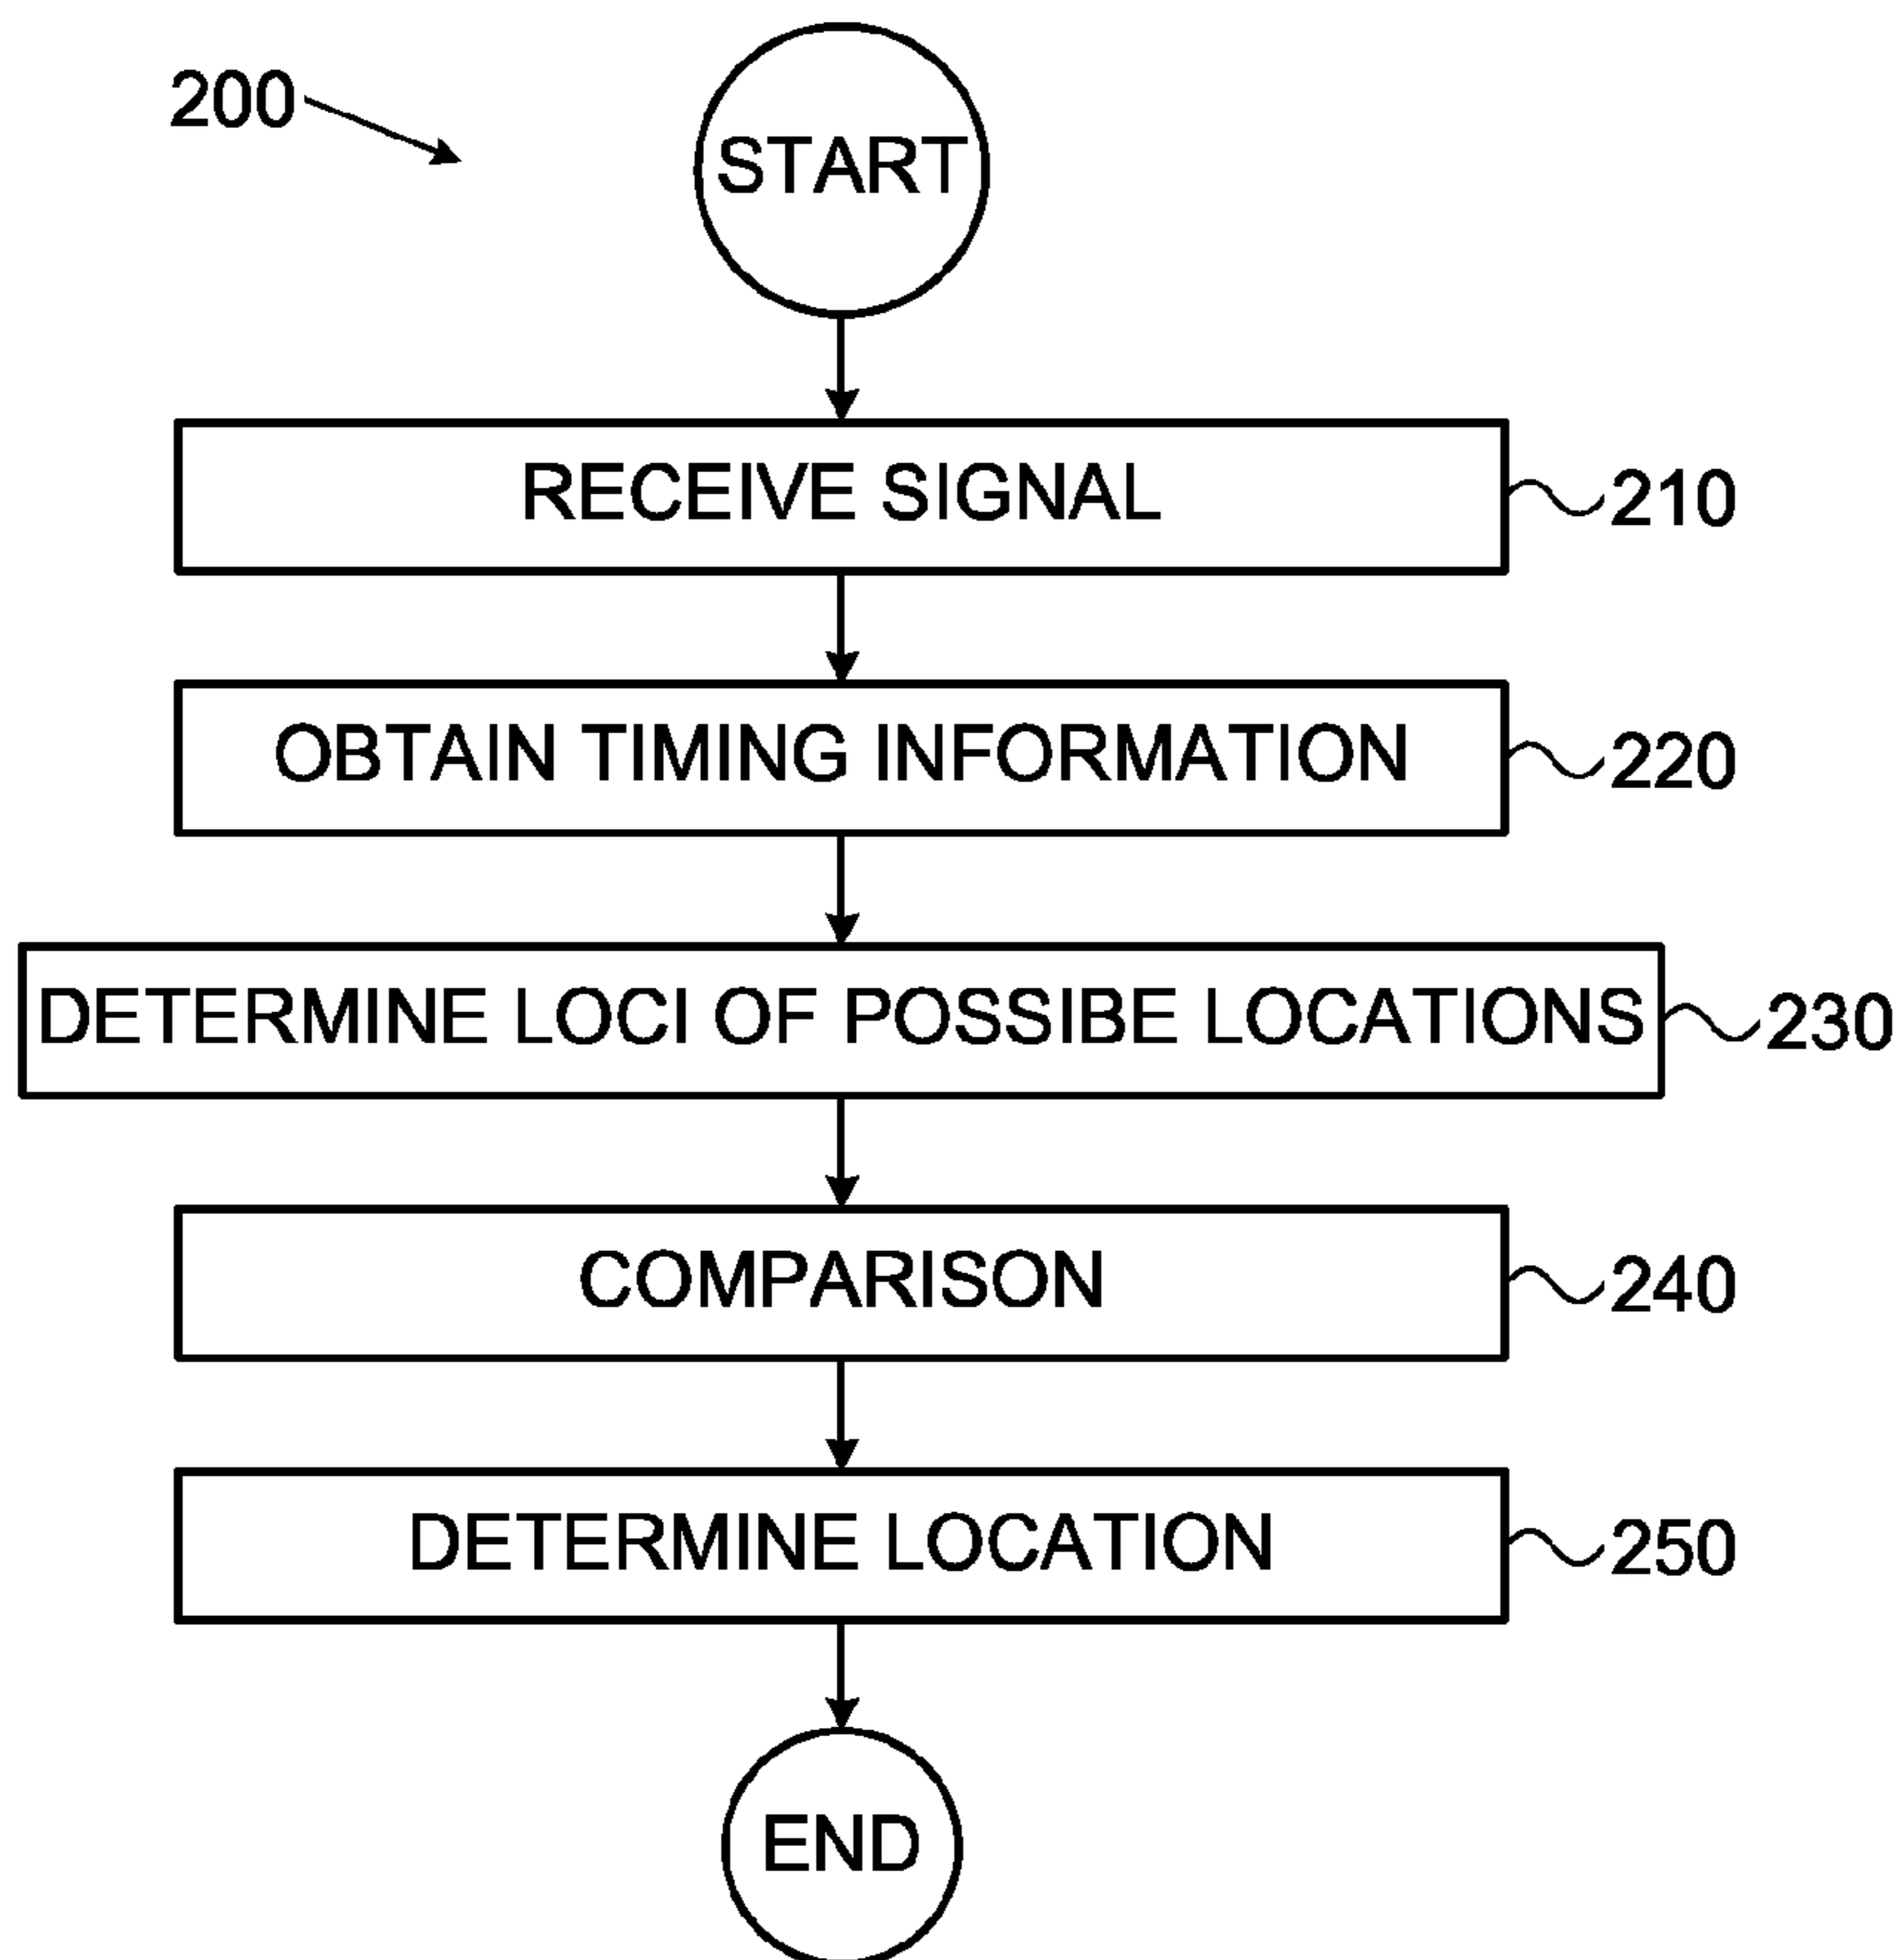 200
START
RECEIVE SIGNAL
210
OBTAIN TIMING INFORMATION
220
DETERMINE LOCI OF POSSIBE LOCATIONS
230
COMPARISON
240
DETERMINE LOCATION
250
END